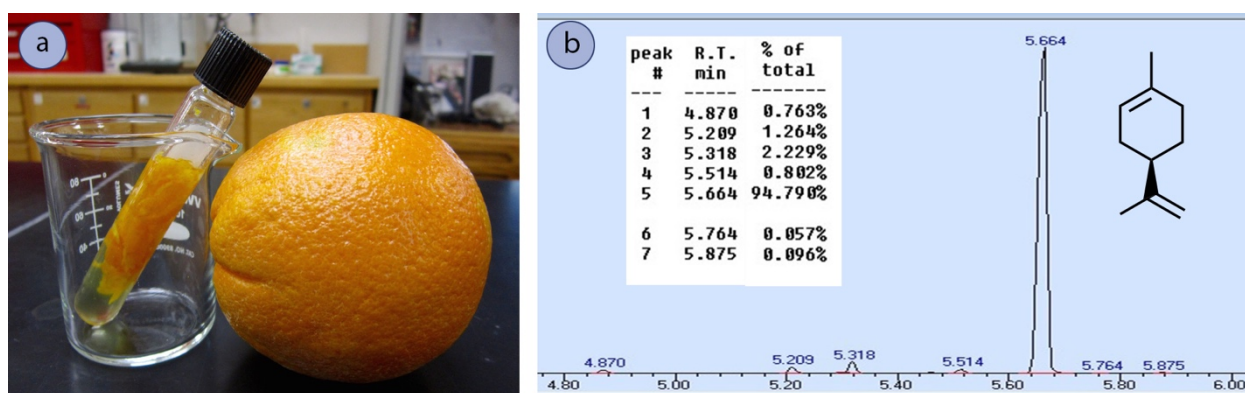 a
b
peak # R.T. min % of total
--- ----- -------
1 4.870 0.763%
2 5.209 1.264%
3 5.318 2.229%
4 5.514 0.802%
5 5.664 94.790%
6 5.764 0.057%
7 5.875 0.096%
5.664
4.870 5.209 5.318 5.514 5.764 5.875
4.80 5.00 5.20 5.40 5.60 5.80 6.00
80
60
40